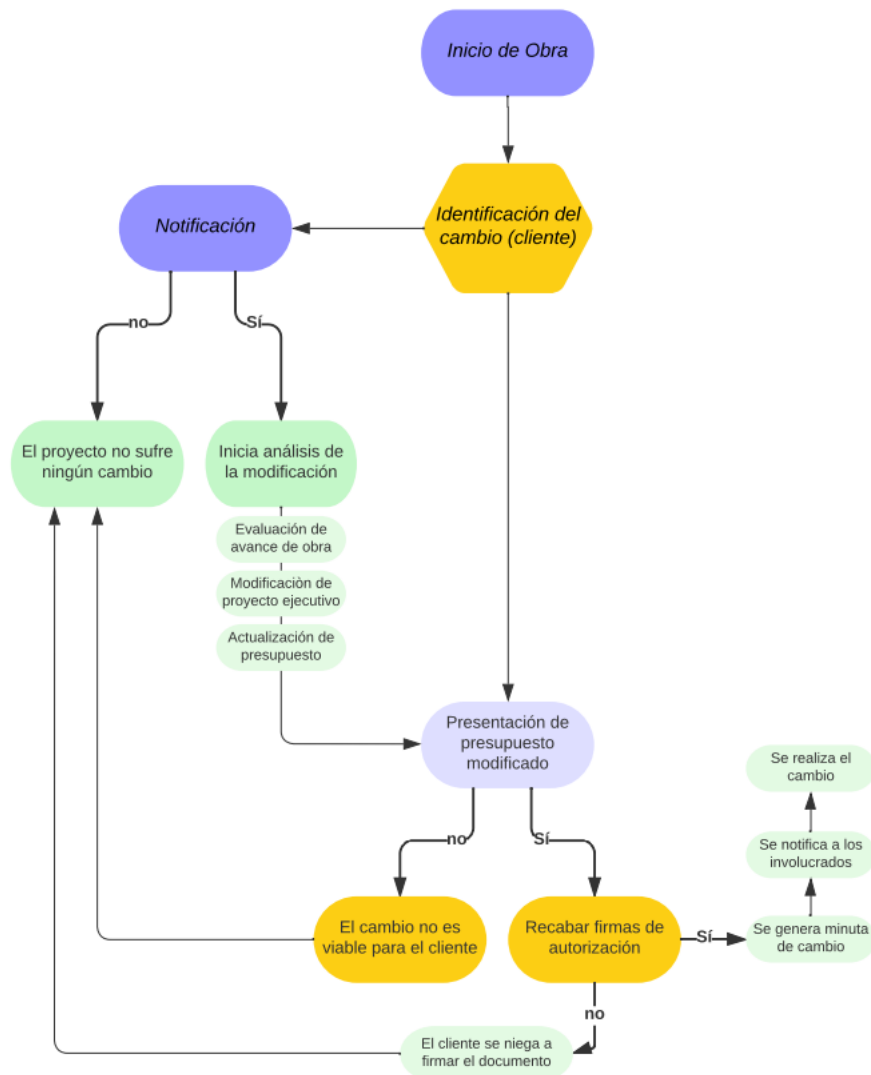 Inicio de Obra
Identificación del
cambio (cliente)
Notificación
no
Sí
El proyecto no sufre
ningún cambio
Inicia análisis de
la modificación
Evaluación de
avance de obra
Modificaciòn de
proyecto ejecutivo
Actualización de
presupuesto
Presentación de
presupuesto
modificado
no
Sí
El cambo no es
viable para el cliente
Recabar firmas de
autorización
Sí
Se genera minuta
de cambio
Se notifica a los
involucrados
Se realiza el
cambio
no
El cliente se niega a
firmar el documento